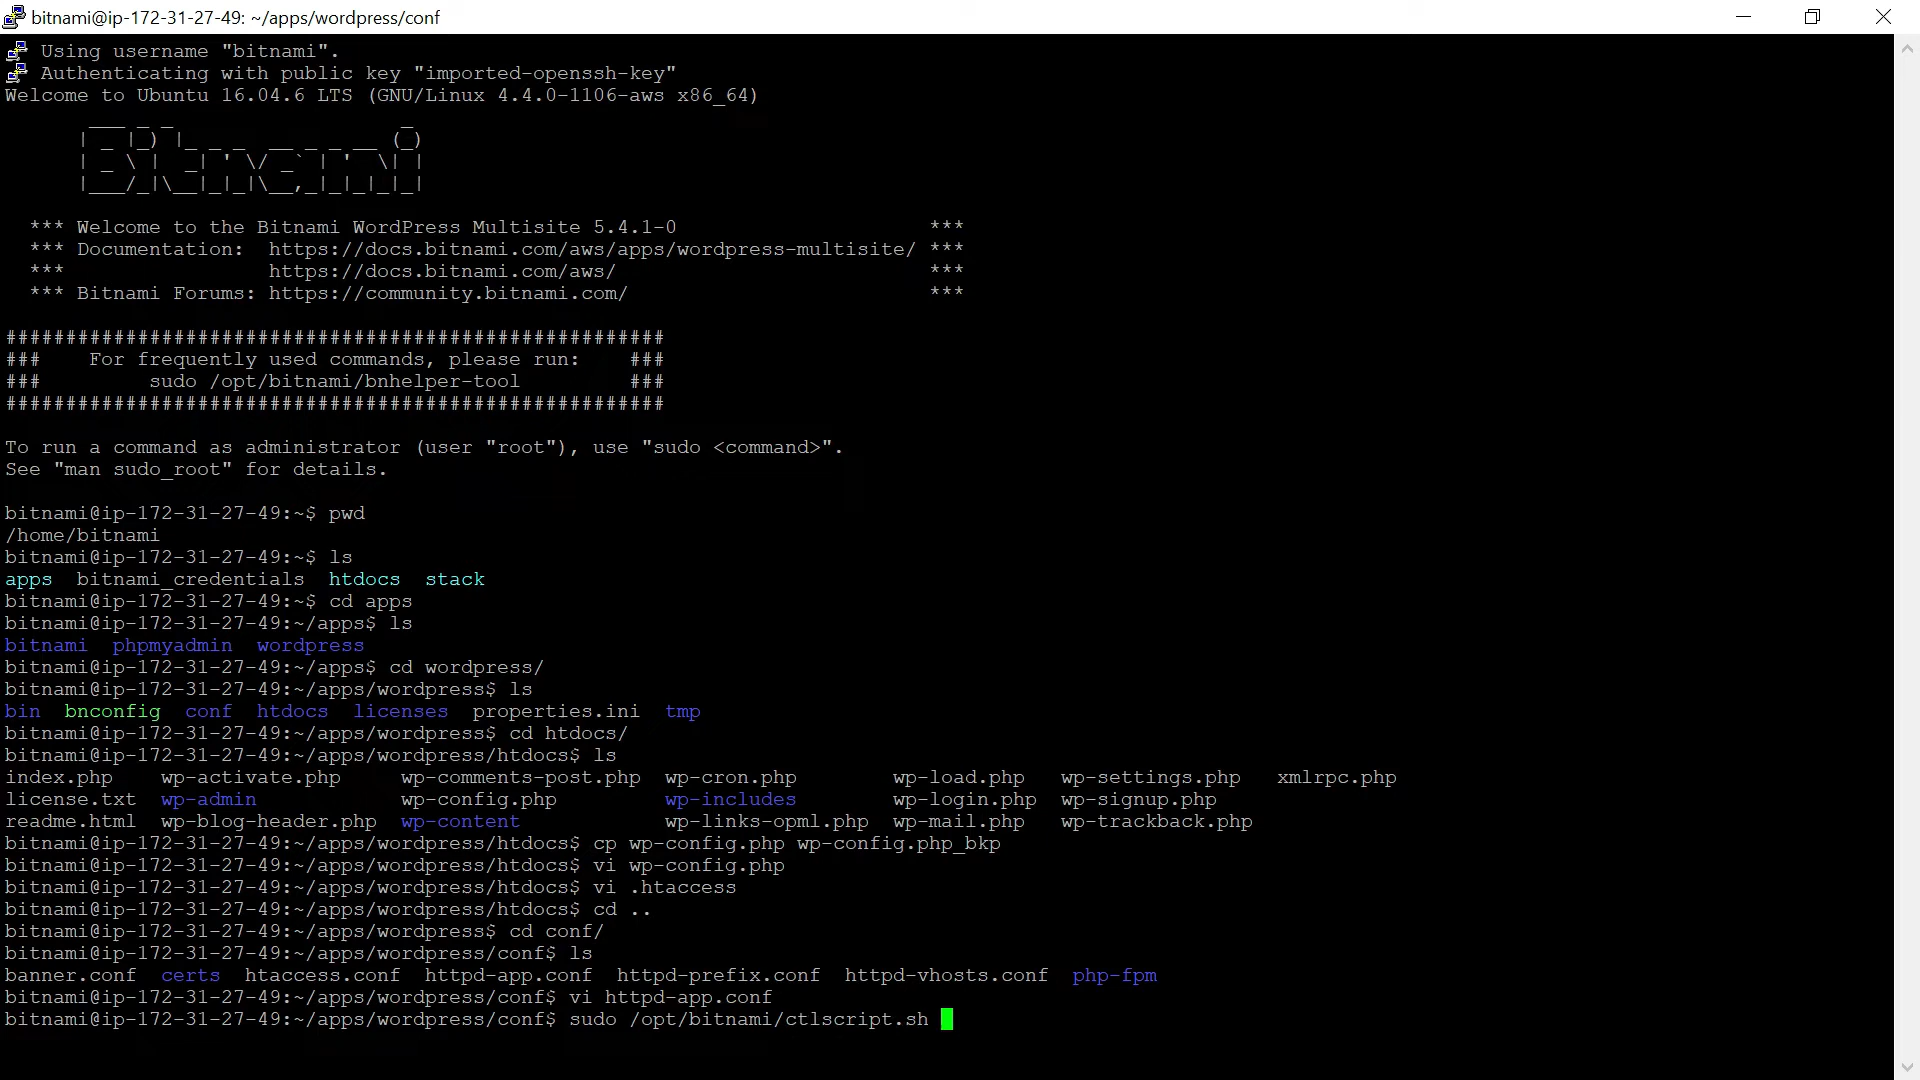 bitnami@ip-172-31-27-49: ~/apps/wordpress/conf
Using username "bitnami".
Authenticating with public key "imported-openssh-key"
Welcome to Ubuntu 16.04.6 LTS (GNU/Linux 4.4.0-1106-aws x86_64)
Bitnami
*** Welcome to the Bitnami WordPress Multisite 5.4.1-0 ***
*** Documentation: https://docs.bitnami.com/aws/apps/wordpress-multisite/ ***
*** https://docs.bitnami.com/aws/ ***
*** Bitnami Forums: https://community.bitnami.com/ ***
#######################################################
### For frequently used commands, please run: ###
### sudo /opt/bitnami/bnhelper-tool ###
#######################################################
To run a command as administrator (user "root"), use "sudo <command>".
See "man sudo_root" for details.
bitnami@ip-172-31-27-49:~$ pwd
/home/bitnami
bitnami@ip-172-31-27-49:~$ ls
apps bitnami_credentials htdocs stack
bitnami@ip-172-31-27-49:~$ cd apps
bitnami@ip-172-31-27-49:~/apps$ ls
bitnami phpmyadmin wordpress
bitnami@ip-172-31-27-49:~/apps$ cd wordpress/
bitnami@ip-172-31-27-49:~/apps/wordpress$ ls
bin bnconfig conf htdocs licenses properties.ini tmp
bitnami@ip-172-31-27-49:~/apps/wordpress$ cd htdocs/
bitnami@ip-172-31-27-49:~/apps/wordpress/htdocs$ ls
index.php wp-activate.php wp-comments-post.php wp-cron.php wp-load.php wp-settings.php xmlrpc.php
license.txt wp-admin wp-config.php wp-includes wp-login.php wp-signup.php
readme.html wp-blog-header.php wp-content wp-links-opml.php wp-mail.php wp-trackback.php
bitnami@ip-172-31-27-49:~/apps/wordpress/htdocs$ cp wp-config.php wp-config.php_bkp
bitnami@ip-172-31-27-49:~/apps/wordpress/htdocs$ vi wp-config.php
bitnami@ip-172-31-27-49:~/apps/wordpress/htdocs$ vi .htaccess
bitnami@ip-172-31-27-49:~/apps/wordpress/htdocs$ cd ..
bitnami@ip-172-31-27-49:~/apps/wordpress$ cd conf/
bitnami@ip-172-31-27-49:~/apps/wordpress/conf$ ls
banner.conf certs htaccess.conf httpd-app.conf httpd-prefix.conf httpd-vhosts.conf php-fpm
bitnami@ip-172-31-27-49:~/apps/wordpress/conf$ vi httpd-app.conf
bitnami@ip-172-31-27-49:~/apps/wordpress/conf$ sudo /opt/bitnami/ctlscript.sh